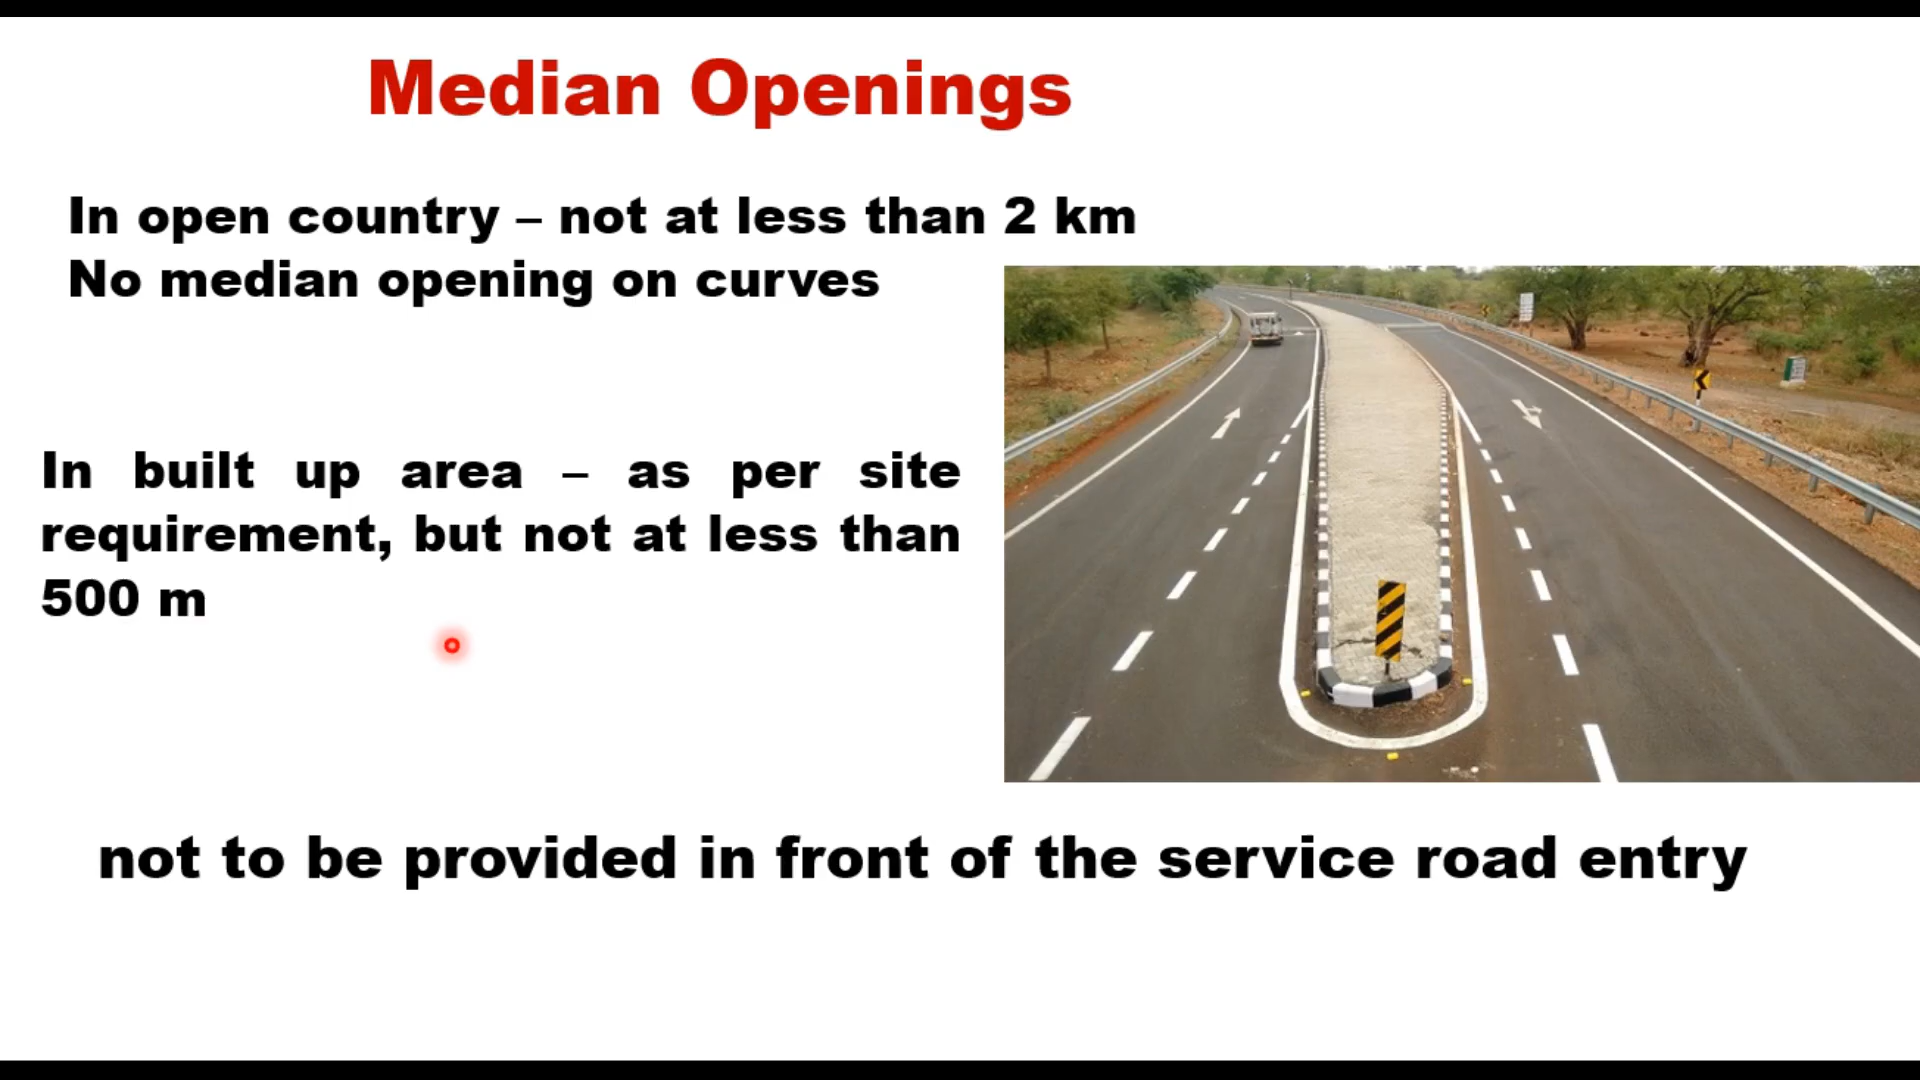 Median Openings
In open country – not at less than 2 km
No median opening on curves
In built up area – as per site
requirement, but not at less than
500 m
not to be provided in front of the service road entry